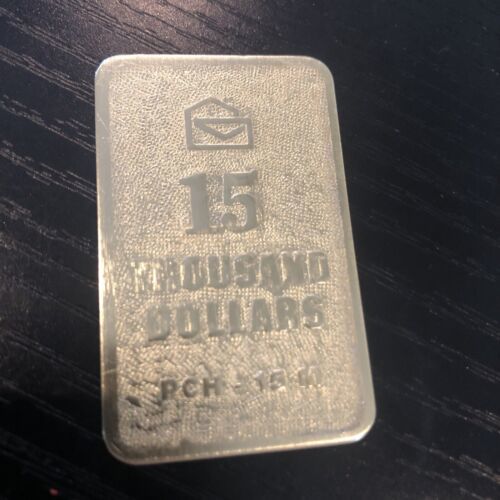 15
THOUSAND
DOLLARS
PCH - 15 M